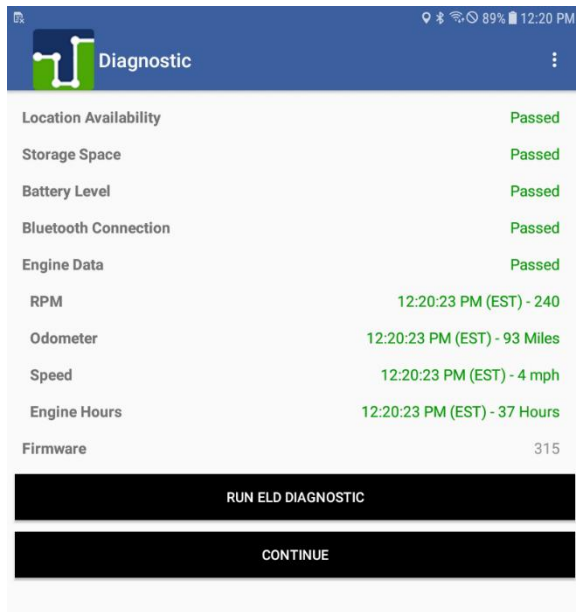 89% 12:20 PM
Diagnostic
Location Availability Passed
Storage Space Passed
Battery Level Passed
Bluetooth Connection Passed
Engine Data Passed
RPM 12:20:23 PM (EST) - 240
Odometer 12:20:23 PM (EST) - 93 Miles
Speed 12:20:23 PM (EST) - 4 mph
Engine Hours 12:20:23 PM (EST) - 37 Hours
Firmware 315
RUN ELD DIAGNOSTIC
CONTINUE